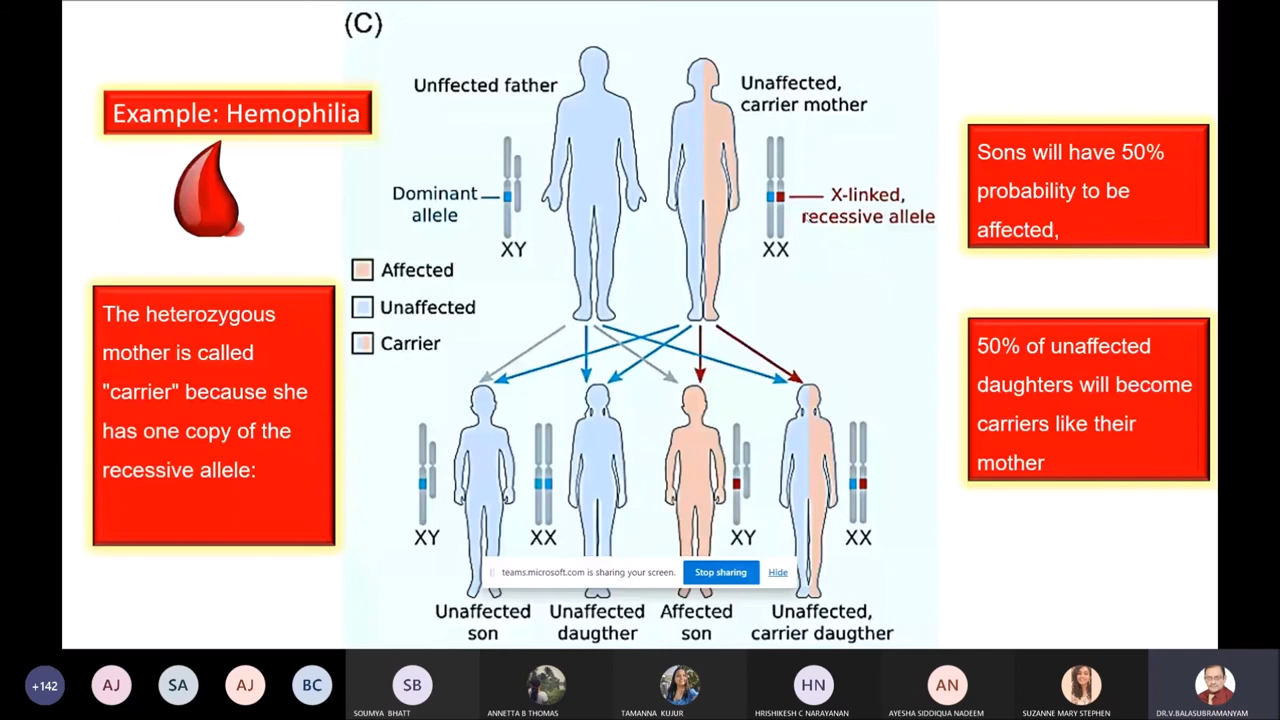 (C)
Example: Hemophilia
The heterozygous
mother is called
"carrier" because she
has one copy of the
recessive allele:
Unffected father
Unaffected,
carrier mother
Dominant
allele
XY
X-linked,
recessive allele
XX
Affected
Unaffected
Carrier
XY
XX
XY
XX
teams.microsoft.com is sharing your screen.
Stop sharing
Hide
Unaffected
son
Unaffected
daugther
Affected
son
Unaffected,
carrier daugther
Sons will have 50%
probability to be
affected,
50% of unaffected
daughters will become
carriers like their
mother
+142
AJ
SA
AJ
BC
SB
SOUMYA BHATT
ANNETTA B THOMAS
TAMANNA KUJUR
HN
HRISHIKESH C NARAYANAN
AN
AYESHA SIDDIQUA NADEEM
SUZANNE MARY STEPHEN
DR.V.BALASUBRAMANYAM